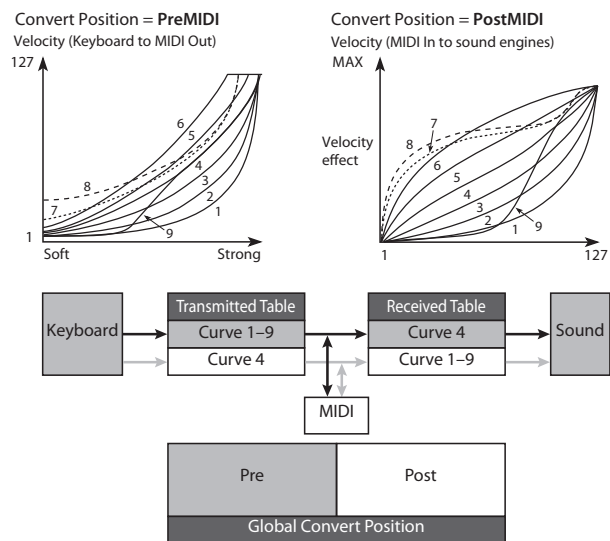 Convert Position = PreMIDI
Velocity (Keyboard to MIDI Out)
127
6
5
8
4
3
7
2
1
9
1
Soft
Strong
Convert Position = PostMIDI
Velocity (MIDI In to sound engines)
MAX
7
8
Velocity
effect
6
5
4
3
2
1
9
1
127
Keyboard
Transmitted Table
Curve 1–9
Curve 4
Received Table
Curve 4
Curve 1–9
Sound
MIDI
Pre
Post
Global Convert Position